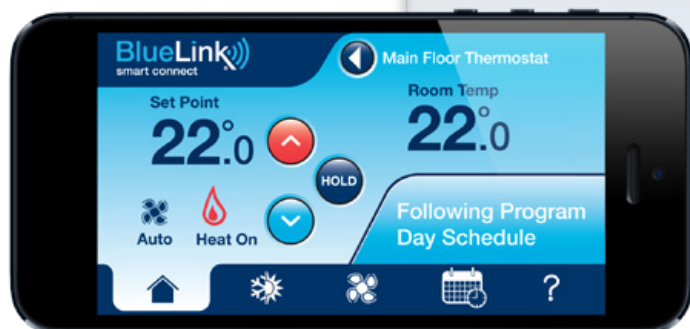 BlueLink
smart connect
Main Floor Thermostat
Set Point
22.0°
Room Temp
22.0°
HOLD
Auto
Heat On
Following Program
Day Schedule
?